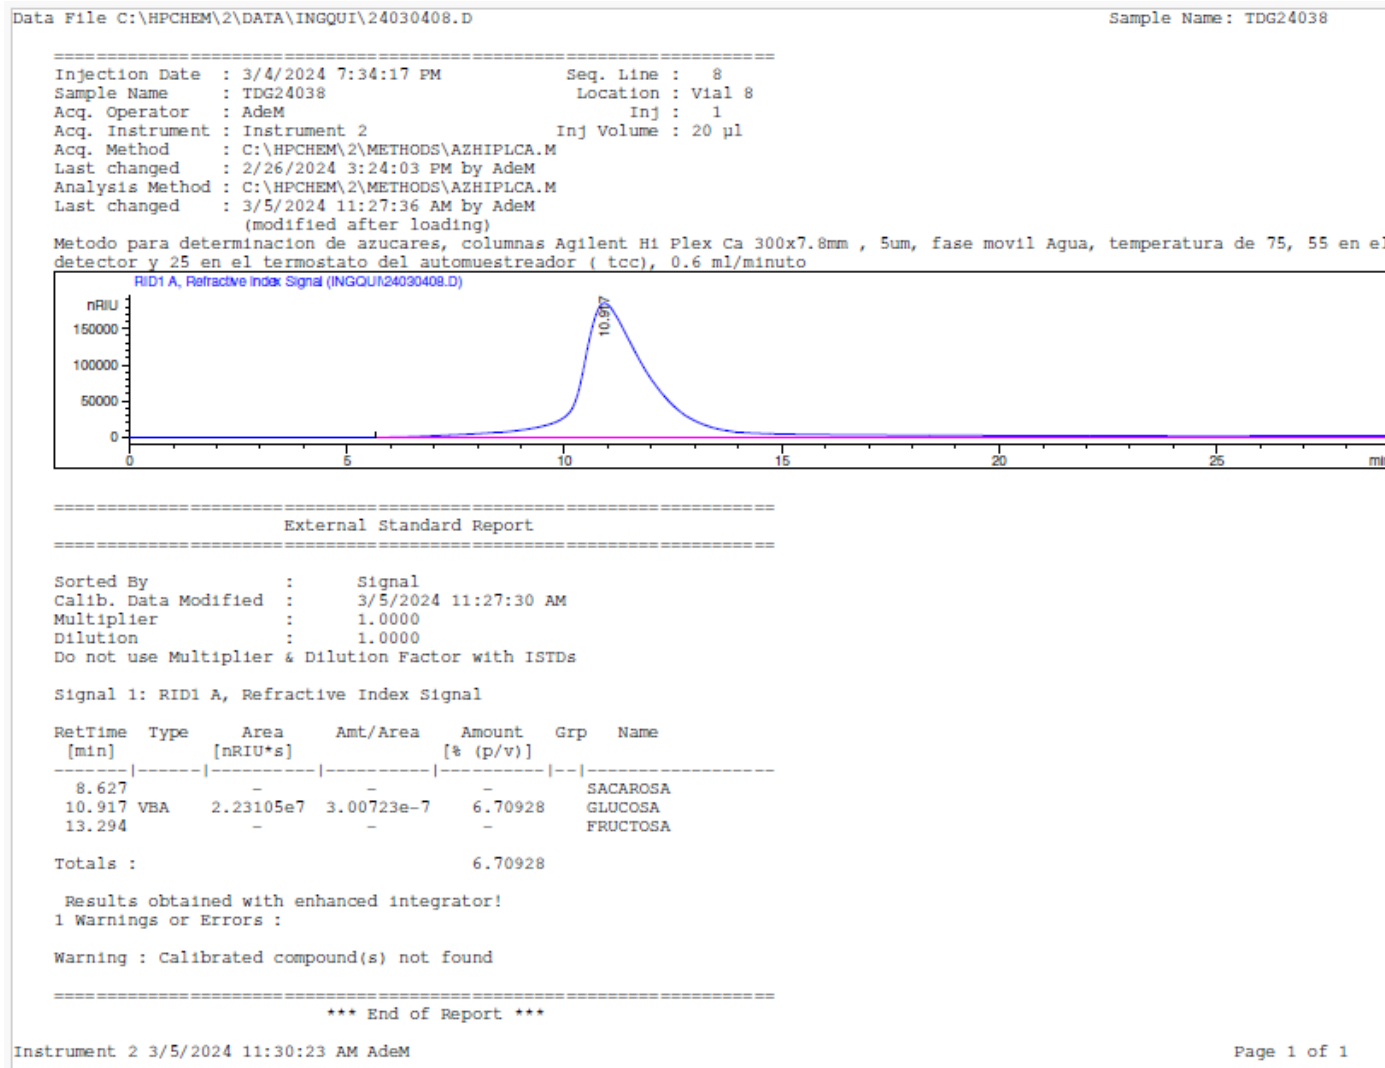 Data File C:\HPCHEM\2\DATA\INGQUI\24030408.D Sample Name: TDG24038
=====================================================================
Injection Date : 3/4/2024 7:34:17 PM Seq. Line : 8
Sample Name : TDG24038 Location : Vial 8
Acq. Operator : AdeM Inj : 1
Acq. Instrument : Instrument 2 Inj Volume : 20 µl
Acq. Method : C:\HPCHEM\2\METHODS\AZHIPLCA.M
Last changed : 2/26/2024 3:24:03 PM by AdeM
Analysis Method : C:\HPCHEM\2\METHODS\AZHIPLCA.M
Last changed : 3/5/2024 11:27:36 AM by AdeM
(modified after loading)
Metodo para determinacion de azucares, columnas Agilent Hi Plex Ca 300x7.8mm , 5um, fase movil Agua, temperatura de 75, 55 en el
detector y 25 en el termostato del automuestreador ( tcc), 0.6 ml/minuto
RID1 A, Refractive Index Signal (INGQUI\24030408.D)
nRIU
10.917
150000
100000
50000
0
0 5 10 15 20 25 mi
=====================================================================
External Standard Report
=====================================================================
Sorted By : Signal
Calib. Data Modified : 3/5/2024 11:27:30 AM
Multiplier : 1.0000
Dilution : 1.0000
Do not use Multiplier & Dilution Factor with ISTDs
Signal 1: RID1 A, Refractive Index Signal
RetTime Type Area Amt/Area Amount Grp Name
[min] [nRIU*s] [% (p/v)]
-------|------|----------|----------|----------|--|------------------
8.627 - - - SACAROSA
10.917 VBA 2.23105e7 3.00723e-7 6.70928 GLUCOSA
13.294 - - - FRUCTOSA
Totals : 6.70928
Results obtained with enhanced integrator!
1 Warnings or Errors :
Warning : Calibrated compound(s) not found
=====================================================================
*** End of Report ***
Instrument 2 3/5/2024 11:30:23 AM AdeM Page 1 of 1